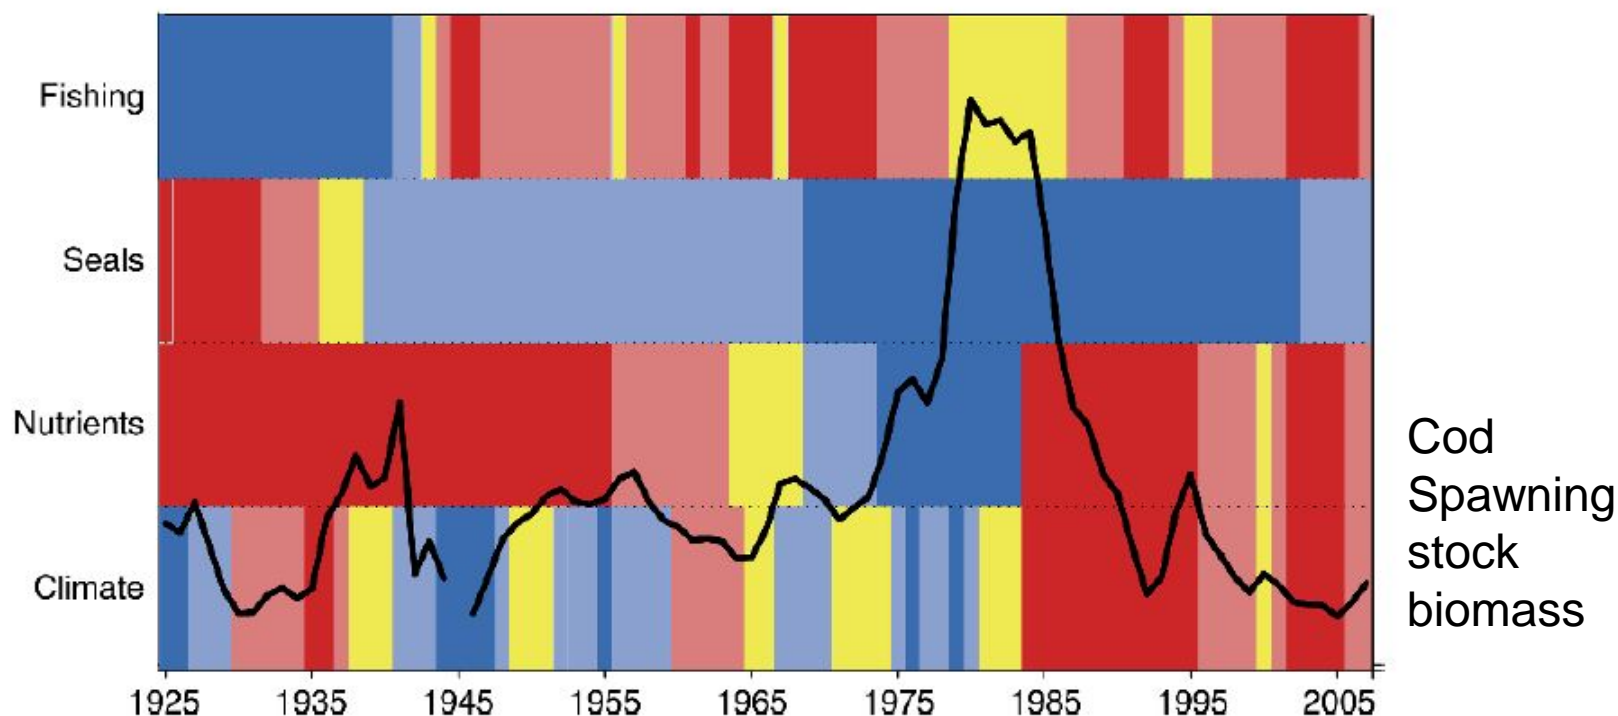 Fishing
Seals
Nutrients
Climate
1925 1935 1945 1955 1965 1975 1985 1995 2005
Cod
Spawning
stock
biomass